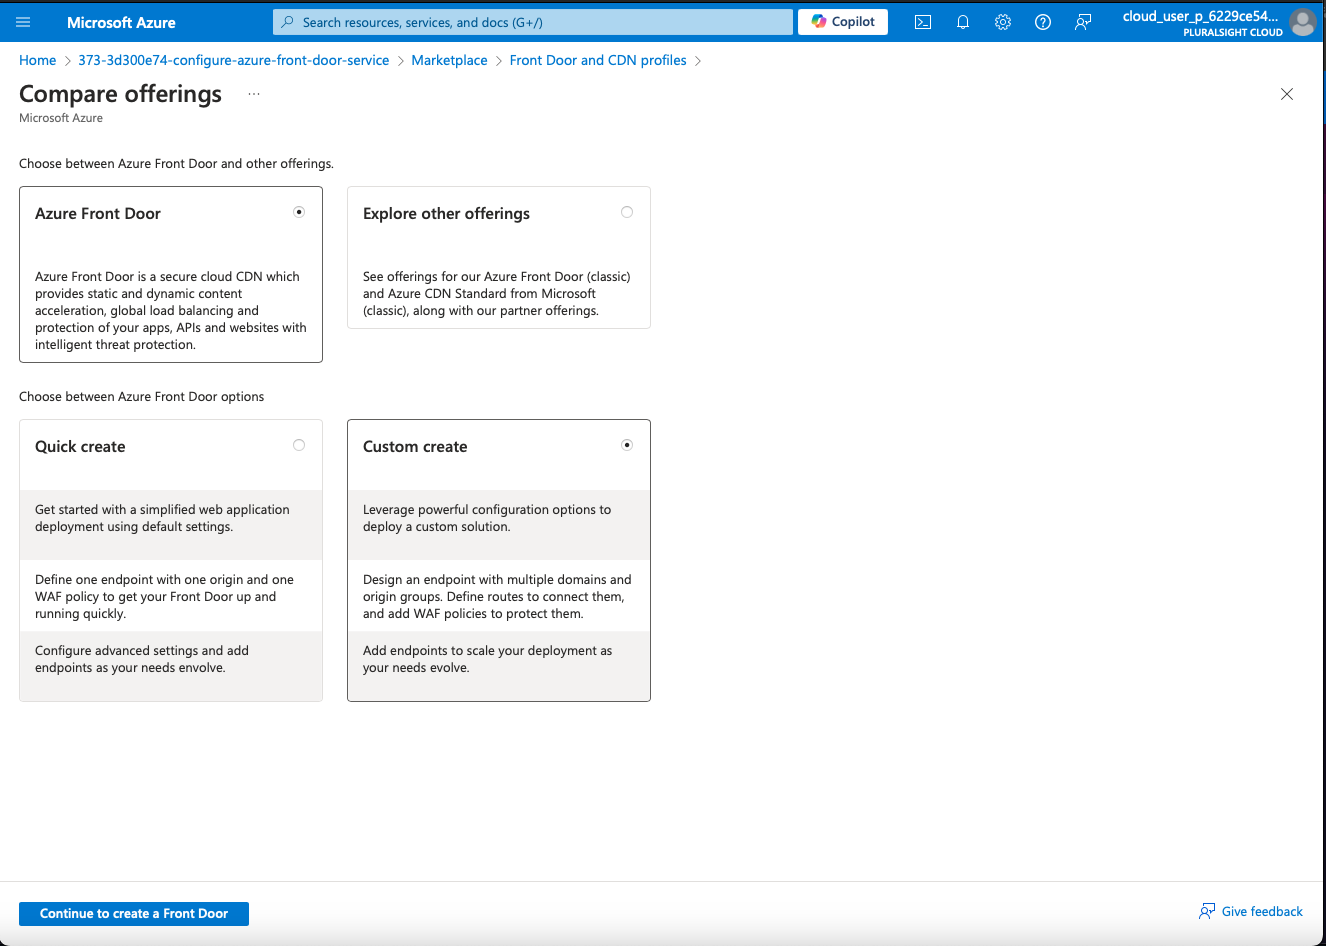 Microsoft Azure
Search resources, services, and docs (G+/)
Copilot
cloud_user_p_6229ce54...
PLURALSIGHT CLOUD
Home > 373-3d300e74-configure-azure-front-door-service > Marketplace > Front Door and CDN profiles >
Compare offerings ...
Microsoft Azure
Choose between Azure Front Door and other offerings.
Azure Front Door
Azure Front Door is a secure cloud CDN which
provides static and dynamic content
acceleration, global load balancing and
protection of your apps, APIs and websites with
intelligent threat protection.
Explore other offerings
See offerings for our Azure Front Door (classic)
and Azure CDN Standard from Microsoft
(classic), along with our partner offerings.
Choose between Azure Front Door options
Quick create
Get started with a simplified web application
deployment using default settings.
Define one endpoint with one origin and one
WAF policy to get your Front Door up and
running quickly.
Configure advanced settings and add
endpoints as your needs envolve.
Custom create
Leverage powerful configuration options to
deploy a custom solution.
Design an endpoint with multiple domains and
origin groups. Define routes to connect them,
and add WAF policies to protect them.
Add endpoints to scale your deployment as
your needs evolve.
Continue to create a Front Door
Give feedback